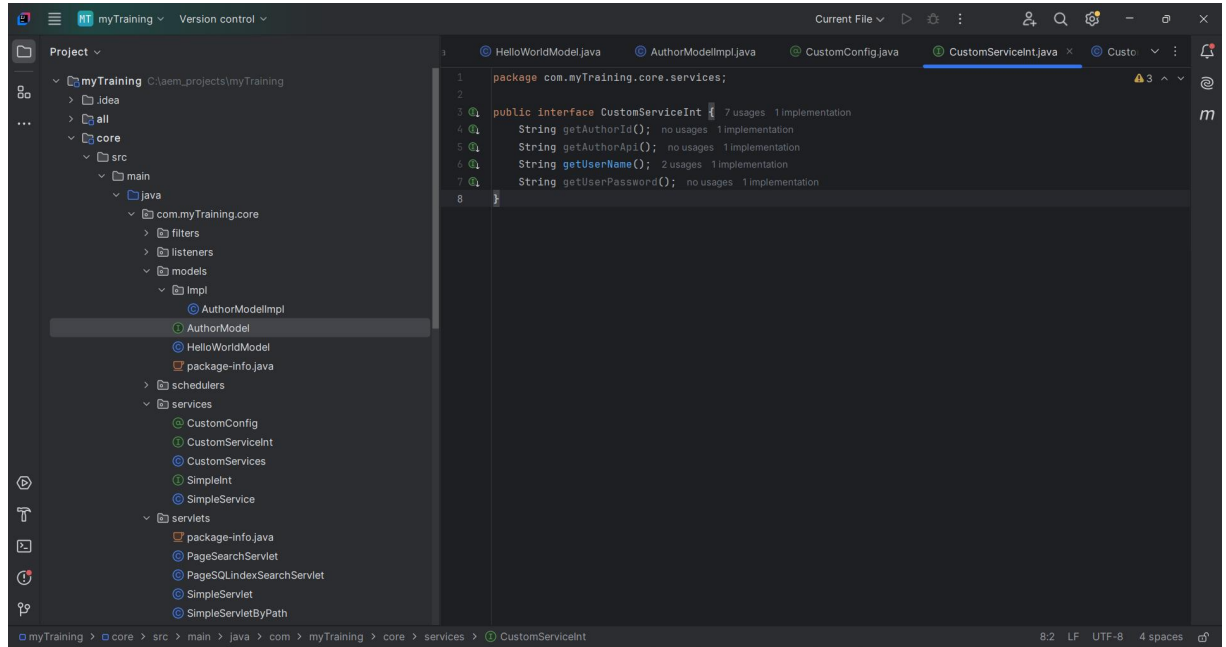 MT myTraining Version control Current File
Project
HelloWorldModel.java AuthorModelImpl.java CustomConfig.java CustomServiceInt.java Custo
myTraining C:\aem_projects\myTraining
.idea
all
core
src
main
java
com.myTraining.core
filters
listeners
models
Impl
AuthorModelImpl
AuthorModel
HelloWorldModel
package-info.java
schedulers
services
CustomConfig
CustomServiceInt
CustomServices
SimpleInt
SimpleService
servlets
package-info.java
PageSearchServlet
PageSQLindexSearchServlet
SimpleServlet
SimpleServletByPath
1 package com.myTraining.core.services; 3
2
3 public interface CustomServiceInt { 7 usages 1 implementation
4 String getAuthorId(); no usages 1 implementation
5 String getAuthorApi(); no usages 1 implementation
6 String getUserName(); 2 usages 1 implementation
7 String getUserPassword(); no usages 1 implementation
8 }
m
myTraining > core > src > main > java > com > myTraining > core > services > CustomServiceInt 8:2 LF UTF-8 4 spaces